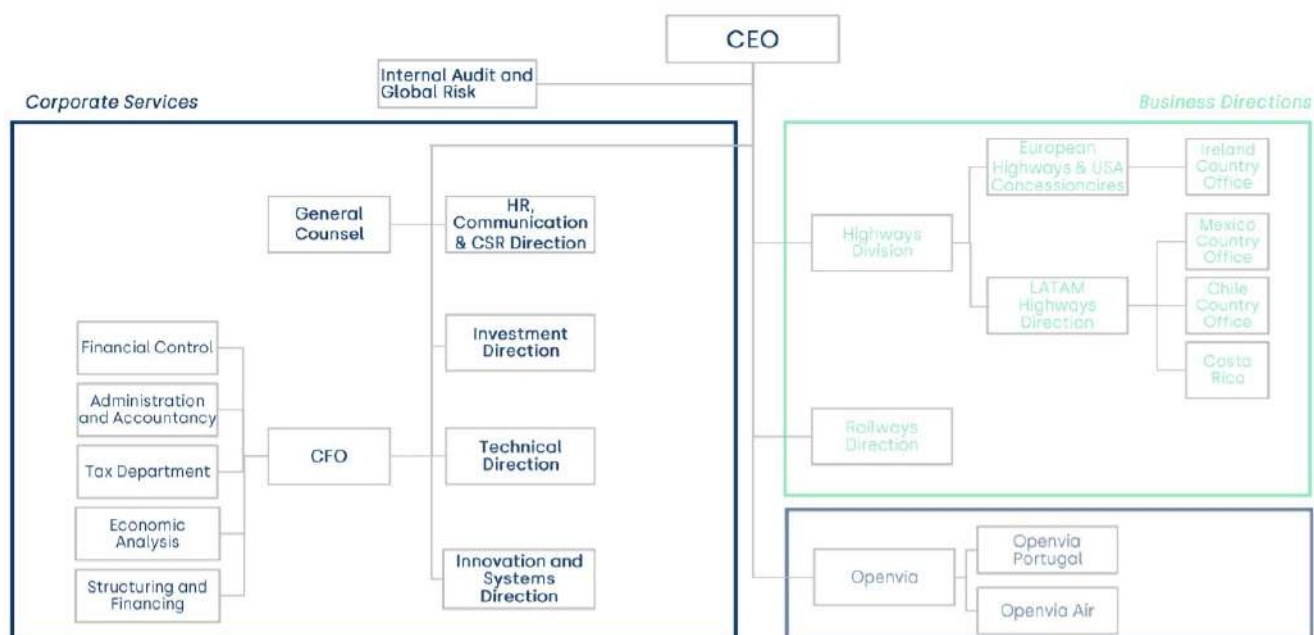 CEO
Internal Audit and
Global Risk
Corporate Services
Business Directions
General
Counsel
HR,
Communication
& CSR Direction
Investment
Direction
Financial Control
Administration
and Accountancy
Tax Department
Economic
Analysis
Structuring and
Financing
CFO
Technical
Direction
Innovation and
Systems
Direction
European
Highways & USA
Concessionaires
Ireland
Country
Office
Highways
Division
LATAM
Highways
Direction
Mexico
Country
Office
Chile
Country
Office
Costa
Rica
Railways
Direction
Openvia
Openvia
Portugal
Openvia Air